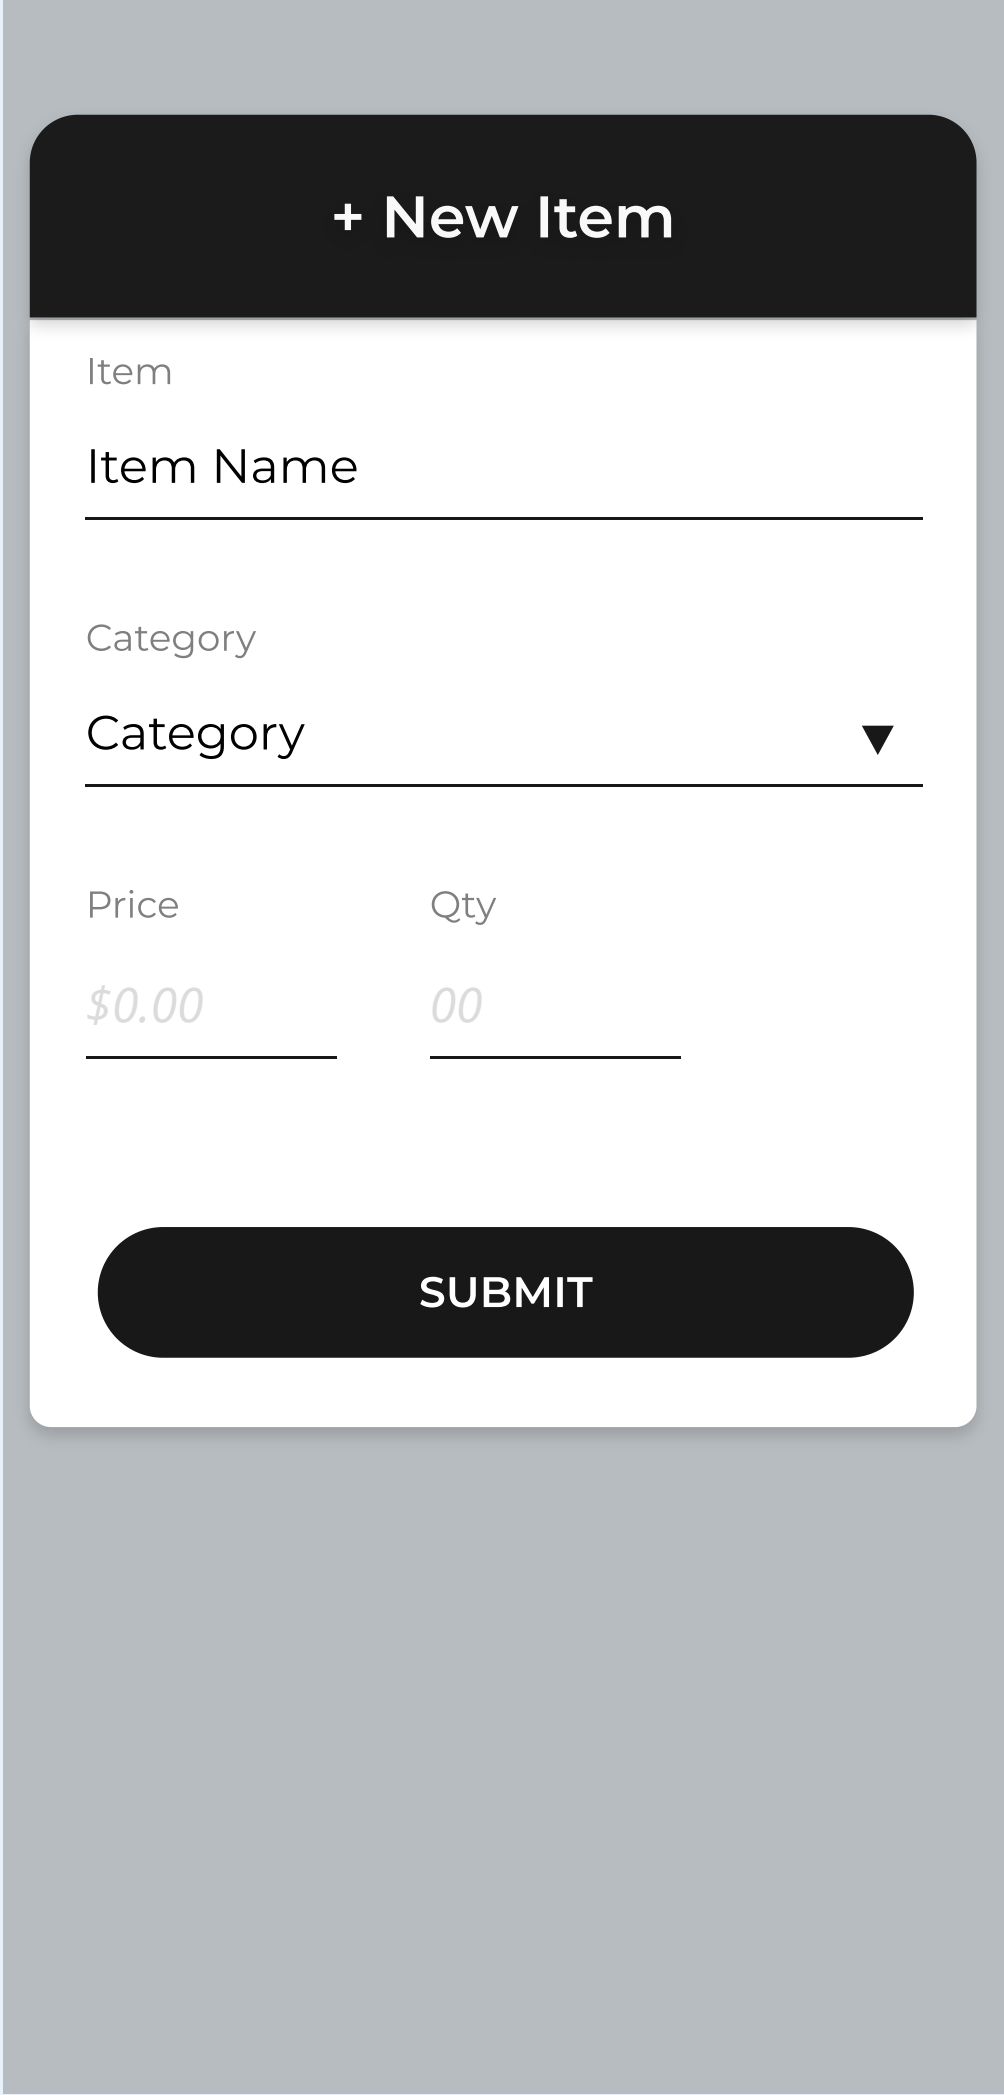 + New Item
Item
Item Name
Category
Category
Price Qty
$0.00 00
SUBMIT